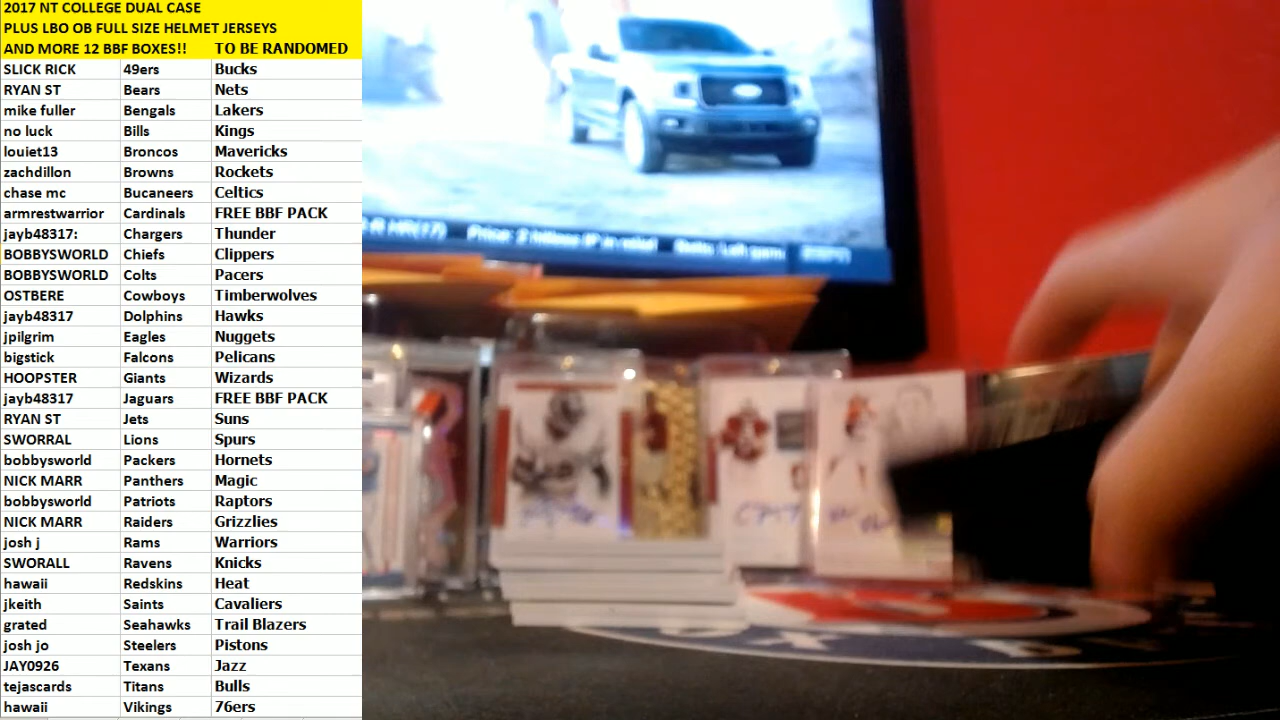 2017 NT COLLEGE DUAL CASE
PLUS LBO OB FULL SIZE HELMET JERSEYS
AND MORE 12 BBF BOXES!! TO BE RANDOMED
SLICK RICK 49ers Bucks
RYAN ST Bears Nets
mike fuller Bengals Lakers
no luck Bills Kings
louiet13 Broncos Mavericks
zachdillon Browns Rockets
chase mc Bucaneers Celtics
armrestwarrior Cardinals FREE BBF PACK
jayb48317: Chargers Thunder
BOBBYSWORLD Chiefs Clippers
BOBBYSWORLD Colts Pacers
OSTBERE Cowboys Timberwolves
jayb48317 Dolphins Hawks
jpilgrim Eagles Nuggets
bigstick Falcons Pelicans
HOOPSTER Giants Wizards
jayb48317 Jaguars FREE BBF PACK
RYAN ST Jets Suns
SWORRAL Lions Spurs
bobbysworld Packers Hornets
NICK MARR Panthers Magic
bobbysworld Patriots Raptors
NICK MARR Raiders Grizzlies
josh j Rams Warriors
SWORALL Ravens Knicks
hawaii Redskins Heat
jkeith Saints Cavaliers
grated Seahawks Trail Blazers
josh jo Steelers Pistons
JAY0926 Texans Jazz
tejascards Titans Bulls
hawaii Vikings 76ers